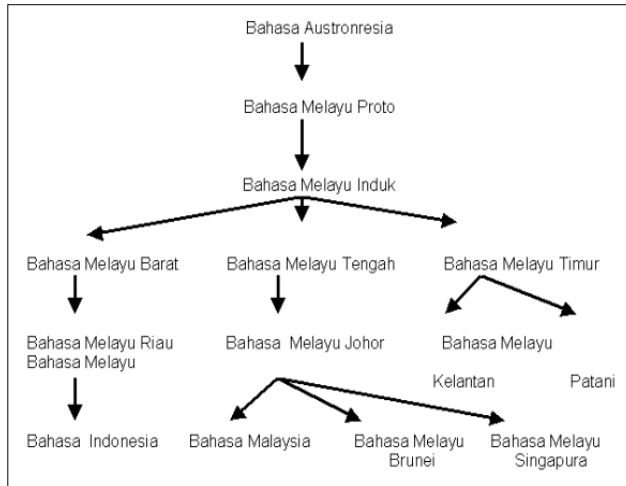 Bahasa Austronresia
Bahasa Melayu Proto
Bahasa Melayu Induk
Bahasa Melayu Barat
Bahasa Melayu Tengah
Bahasa Melayu Timur
Bahasa Melayu Riau
Bahasa Melayu
Bahasa Melayu Johor
Bahasa Melayu
Kelantan
Patani
Bahasa Indonesia
Bahasa Malaysia
Bahasa Melayu
Brunei
Bahasa Melayu
Singapura